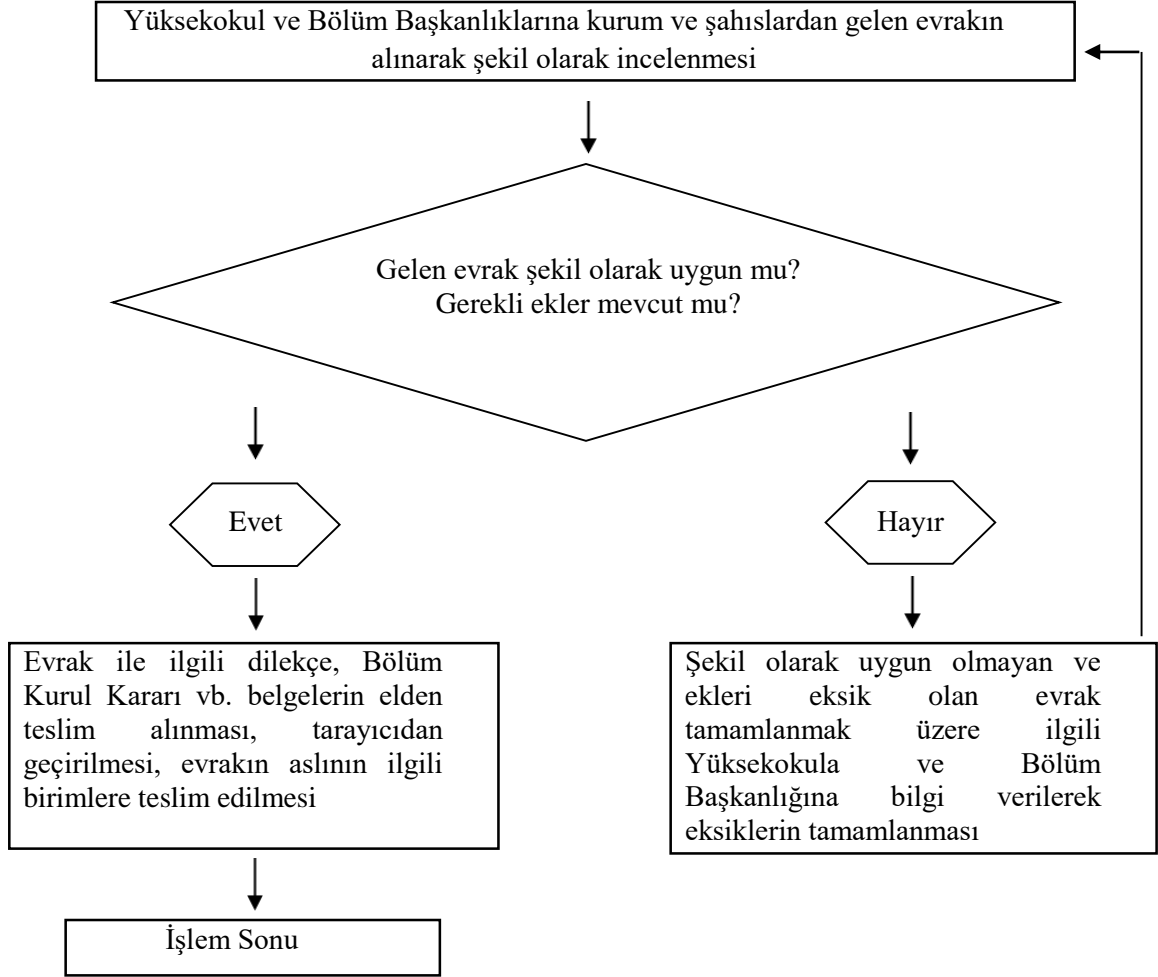 Yüksekokul ve Bölüm Başkanlıklarına kurum ve şahıslardan gelen evrakın
alınarak şekil olarak incelenmesi
Gelen evrak şekil olarak uygun mu?
Gerekli ekler mevcut mu?
Evet
Hayır
Evrak ile ilgili dilekçe, Bölüm
Kurul Kararı vb. belgelerin elden
teslim alınması, tarayıcıdan
geçirilmesi, evrakın aslının ilgili
birimlere teslim edilmesi
Şekil olarak uygun olmayan ve
ekleri eksik olan evrak
tamamlanmak üzere ilgili
Yüksekokula ve Bölüm
Başkanlığına bilgi verilerek
eksiklerin tamamlanması
İşlem Sonu